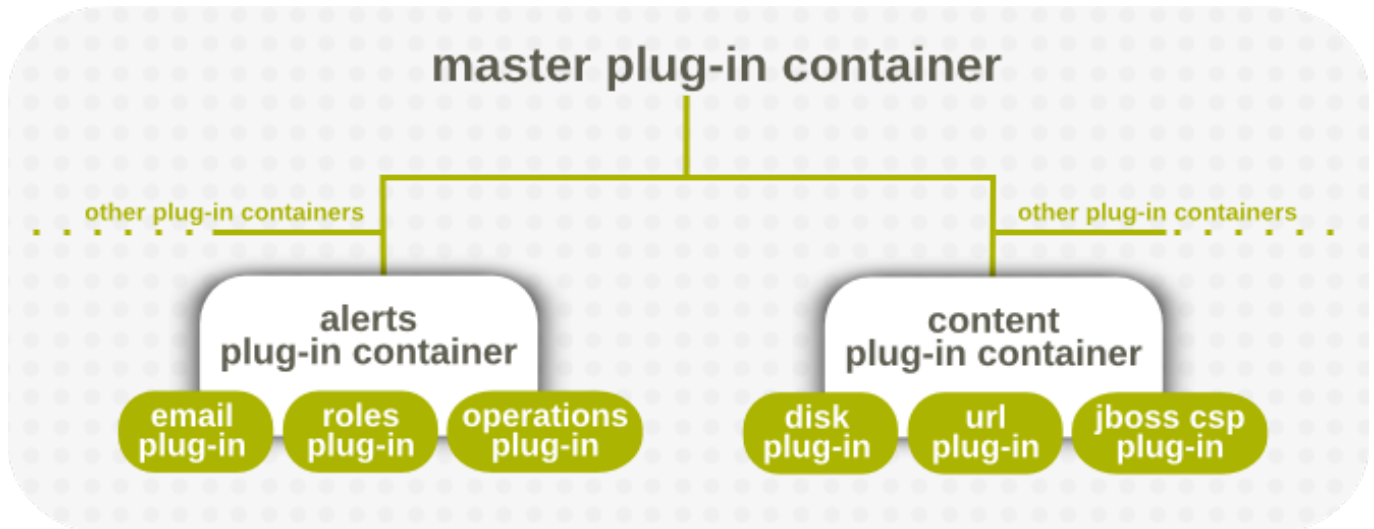 master plug-in container
other plug-in containers
other plug-in containers
alerts
plug-in container
content
plug-in container
email
plug-in
roles
plug-in
operations
plug-in
disk
plug-in
url
plug-in
jboss csp
plug-in